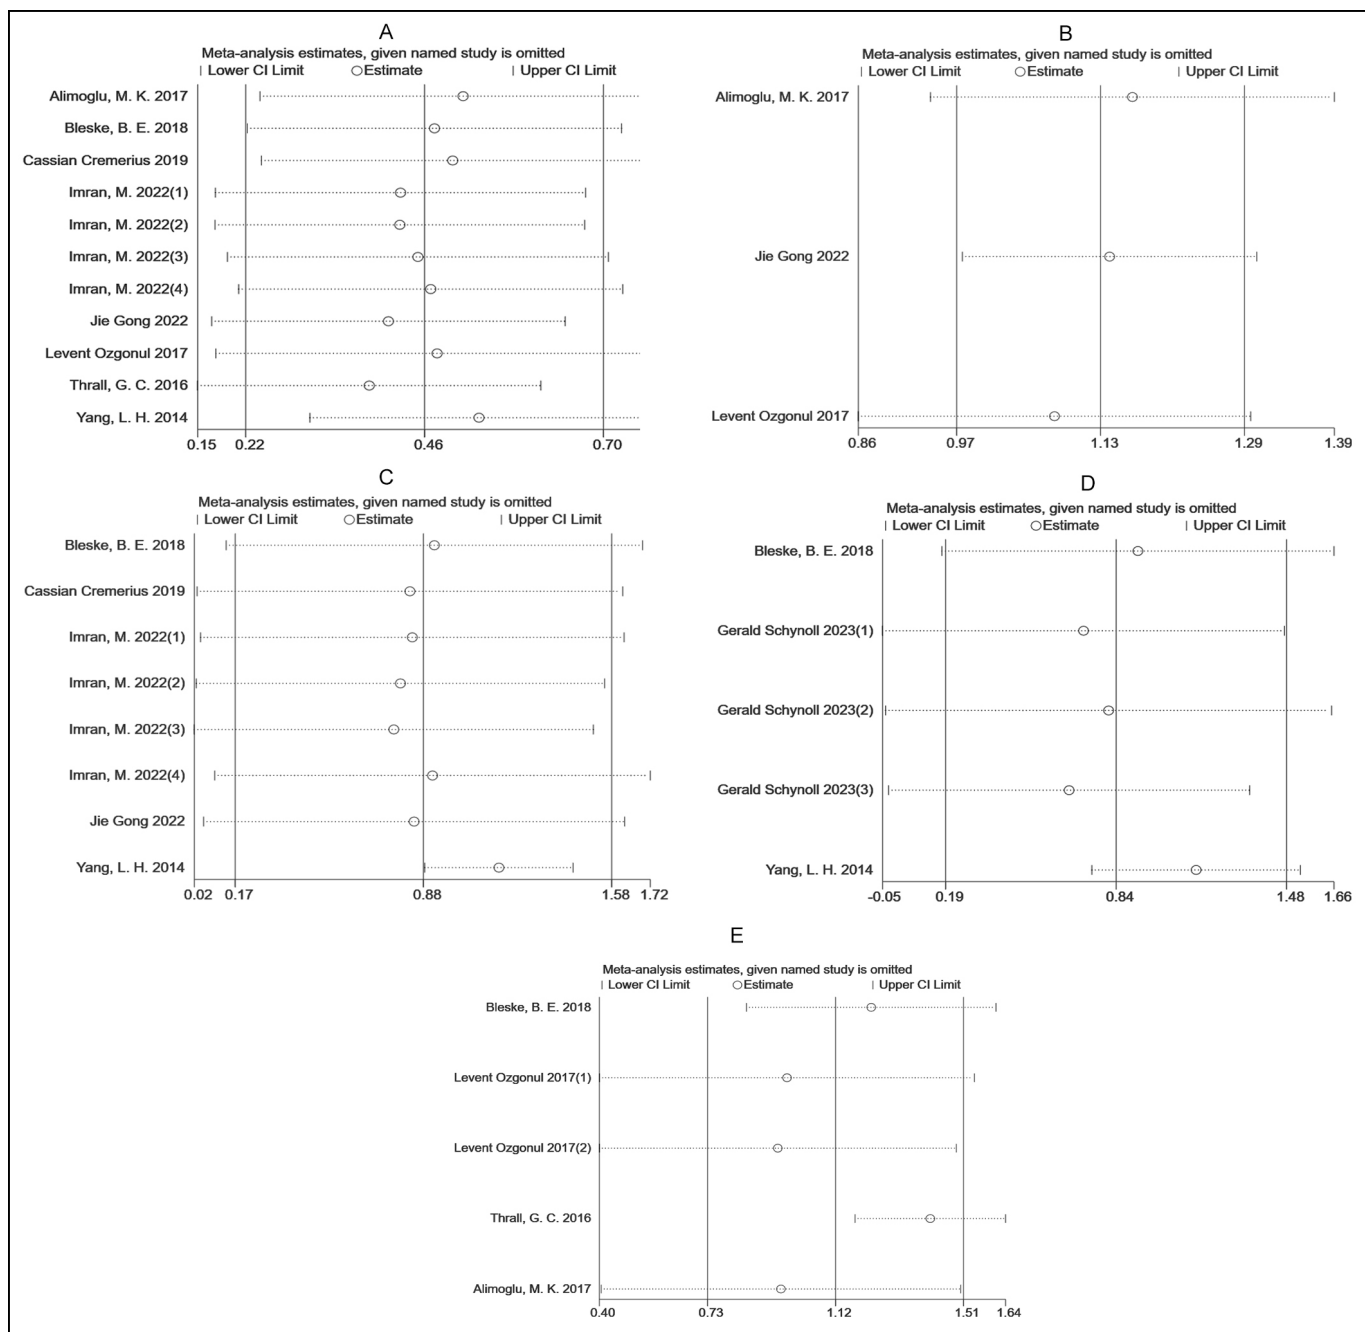 A
Meta-analysis estimates, given named study is omitted
Lower CI Limit Estimate Upper CI Limit
Alimoglu, M. K. 2017
Bleske, B. E. 2018
Cassian Cremerius 2019
Imran, M. 2022(1)
Imran, M. 2022(2)
Imran, M. 2022(3)
Imran, M. 2022(4)
Jie Gong 2022
Levent Ozgonul 2017
Thrall, G. C. 2016
Yang, L. H. 2014
0.15 0.22 0.46 0.70
B
Meta-analysis estimates, given named study is omitted
Lower CI Limit Estimate Upper CI Limit
Alimoglu, M. K. 2017
Jie Gong 2022
Levent Ozgonul 2017
0.86 0.97 1.13 1.29 1.39
C
Meta-analysis estimates, given named study is omitted
Lower CI Limit Estimate Upper CI Limit
Bleske, B. E. 2018
Cassian Cremerius 2019
Imran, M. 2022(1)
Imran, M. 2022(2)
Imran, M. 2022(3)
Imran, M. 2022(4)
Jie Gong 2022
Yang, L. H. 2014
0.02 0.17 0.88 1.58 1.72
D
Meta-analysis estimates, given named study is omitted
Lower CI Limit Estimate Upper CI Limit
Bleske, B. E. 2018
Gerald Schynoll 2023(1)
Gerald Schynoll 2023(2)
Gerald Schynoll 2023(3)
Yang, L. H. 2014
-0.05 0.19 0.84 1.48 1.66
E
Meta-analysis estimates, given named study is omitted
Lower CI Limit Estimate Upper CI Limit
Bleske, B. E. 2018
Levent Ozgonul 2017(1)
Levent Ozgonul 2017(2)
Thrall, G. C. 2016
Alimoglu, M. K. 2017
0.40 0.73 1.12 1.51 1.64